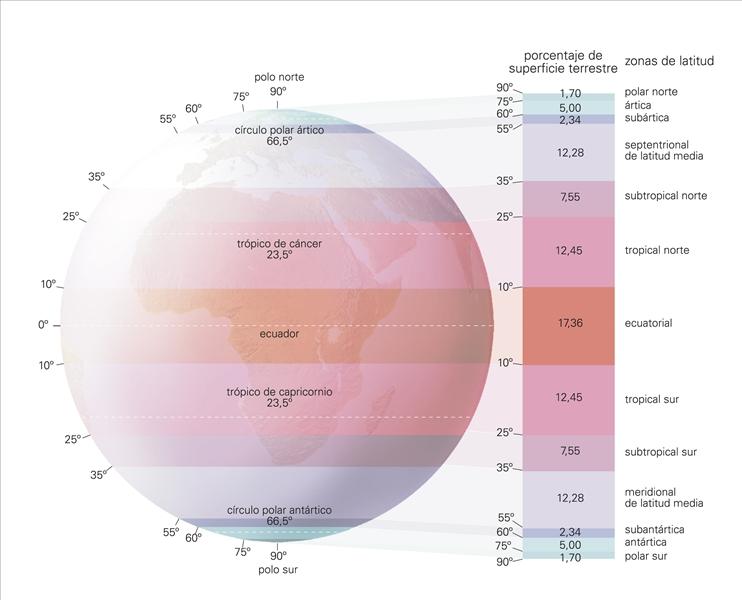 porcentaje de
superficie terrestre
zonas de latitud
polo norte
90º
75º
60º
55º
35º
25º
10º
0º
10º
25º
35º
55º
60º
75º
90º
polo sur
círculo polar ártico
66,5º
trópico de cáncer
23,5º
ecuador
trópico de capricornio
23,5º
círculo polar antártico
66,5º
90º
1,70 polar norte
75º
5,00 ártica
60º
2,34 subártica
55º
12,28 septentrional
de latitud media
35º
7,55 subtropical norte
25º
12,45 tropical norte
10º
17,36 ecuatorial
10º
12,45 tropical sur
25º
7,55 subtropical sur
35º
12,28 meridional
de latitud media
55º
2,34 subantártica
60º
5,00 antártica
75º
1,70 polar sur
90º